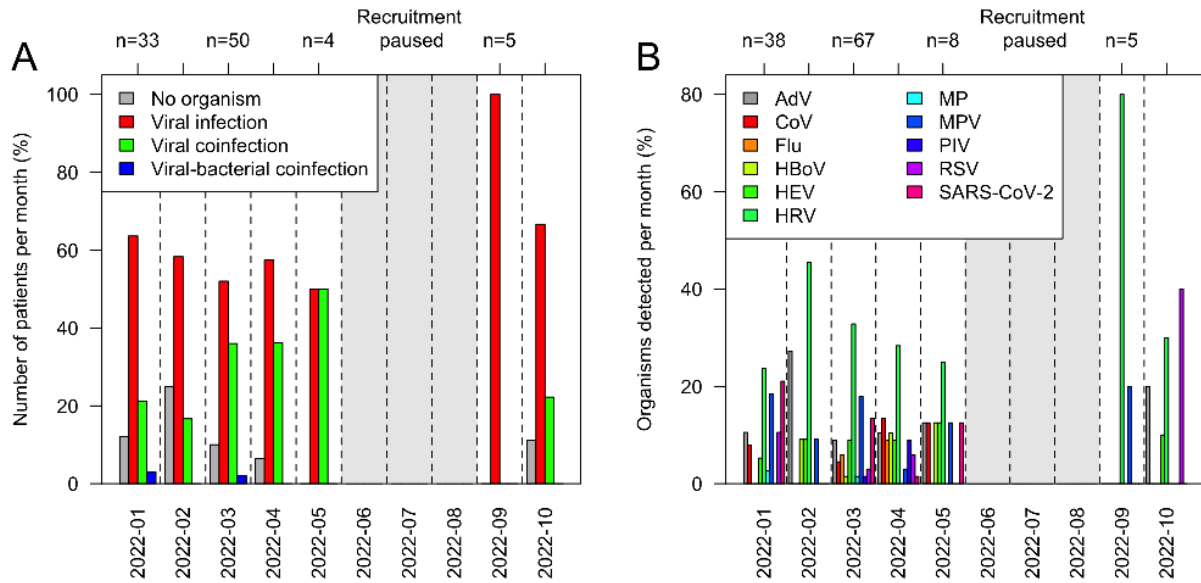 A
Recruitment
paused
n=33
n=50
n=4
n=5
Number of patients per month (%)
100
80
60
40
20
0
No organism
Viral infection
Viral coinfection
Viral-bacterial coinfection
2022-01
2022-02
2022-03
2022-04
2022-05
2022-06
2022-07
2022-08
2022-09
2022-10
B
Recruitment
paused
n=38
n=67
n=8
n=5
Organisms detected per month (%)
80
60
40
20
0
AdV
CoV
Flu
HBoV
HEV
HRV
MP
MPV
PIV
RSV
SARS-CoV-2
2022-01
2022-02
2022-03
2022-04
2022-05
2022-06
2022-07
2022-08
2022-09
2022-10